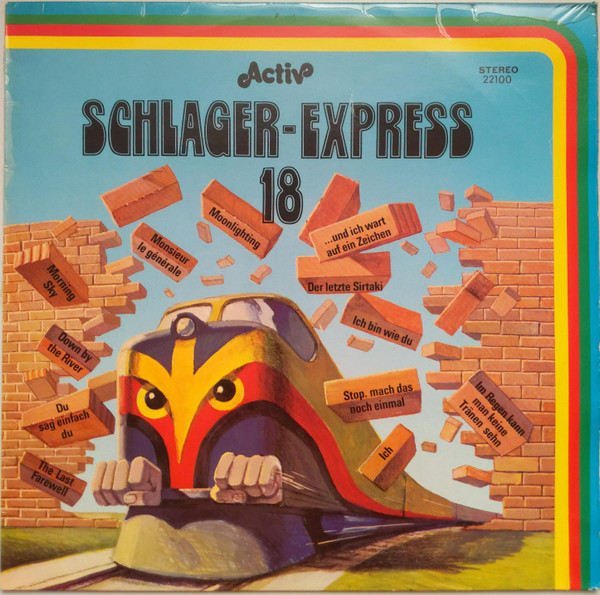 Activ
STEREO
22100
SCHLAGER-EXPRESS
18
Moonlighting
...und ich wart
auf ein Zeichen
Monsieur
le générale
Morning
Sky
Der letzte Sirtaki
Ich bin wie du
Down by
the River
Stop, mach das
noch einmal
Im Regen kann
man keine
Tränen sehn
Du
sag einfach
du
Ich
The Last
Farewell